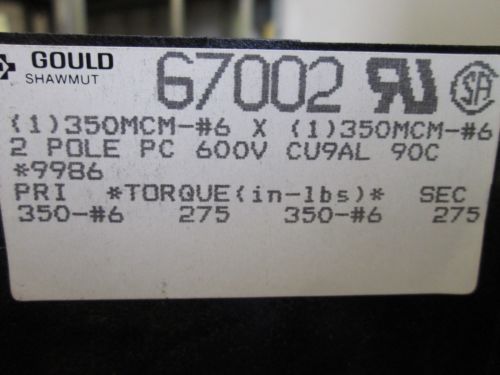 GOULD
SHAWMUT
67002
(1)350MCM-#6 X (1)350MCM-#6
2 POLE PC 600V CU9AL 90C
*9986
PRI *TORQUE(in-lbs)* SEC
350-#6 275 350-#6 275